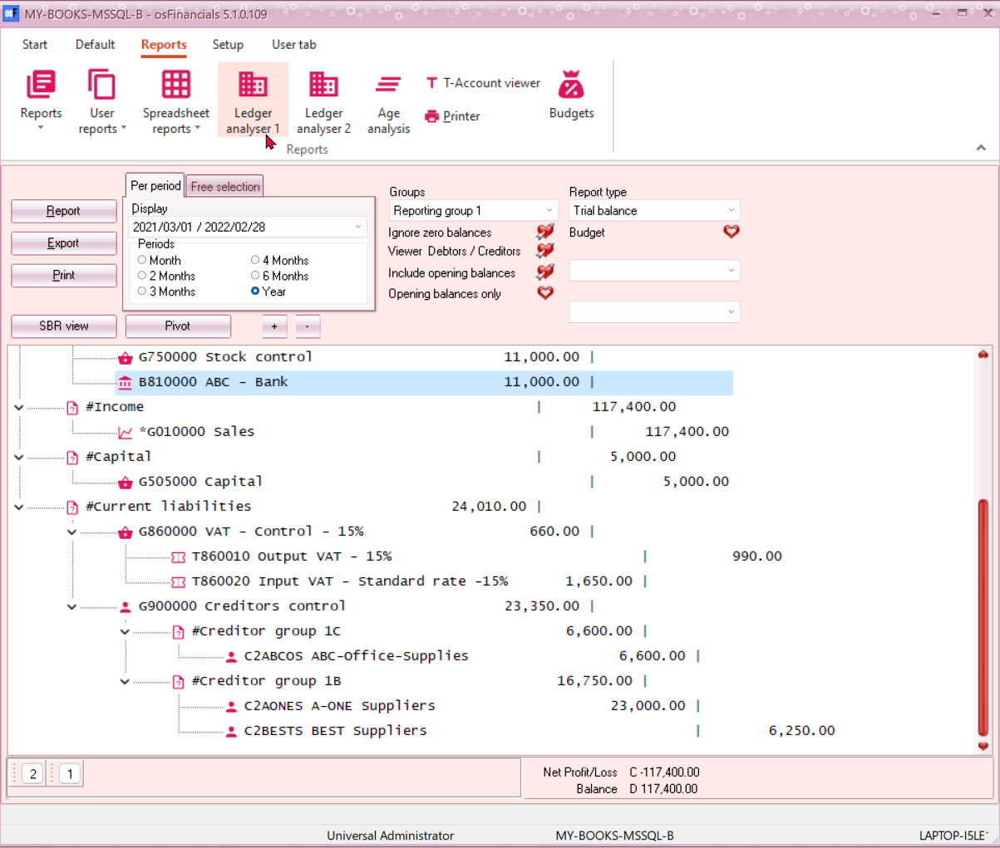 MY-BOOKS-MSSQL-B - osFinancials 5.1.0.109
Start Default Reports Setup User tab
Reports
User reports
Spreadsheet reports
Ledger analyser 1
Ledger analyser 2
Age analysis
T-Account viewer
Printer
Budgets
Reports
Report
Export
Print
Per period Free selection
Display
2021/03/01 / 2022/02/28
Periods
Month 4 Months
2 Months 6 Months
3 Months Year
Groups
Reporting group 1
Ignore zero balances
Viewer Debtors / Creditors
Include opening balances
Opening balances only
Report type
Trial balance
Budget
SBR view Pivot + -
G750000 Stock control 11,000.00 |
B810000 ABC - Bank 11,000.00 |
#Income | 117,400.00
*G010000 Sales | 117,400.00
#Capital | 5,000.00
G505000 Capital | 5,000.00
#Current liabilities 24,010.00 |
G860000 VAT - Control - 15% 660.00 |
T860010 Output VAT - 15% | 990.00
T860020 Input VAT - Standard rate -15% 1,650.00 |
G900000 Creditors control 23,350.00 |
#Creditor group 1C 6,600.00 |
C2ABCOS ABC-Office-Supplies 6,600.00 |
#Creditor group 1B 16,750.00 |
C2AONES A-ONE Suppliers 23,000.00 |
C2BESTS BEST Suppliers | 6,250.00
2 1
Net Profit/Loss C -117,400.00
Balance D 117,400.00
Universal Administrator MY-BOOKS-MSSQL-B LAPTOP-I5LE